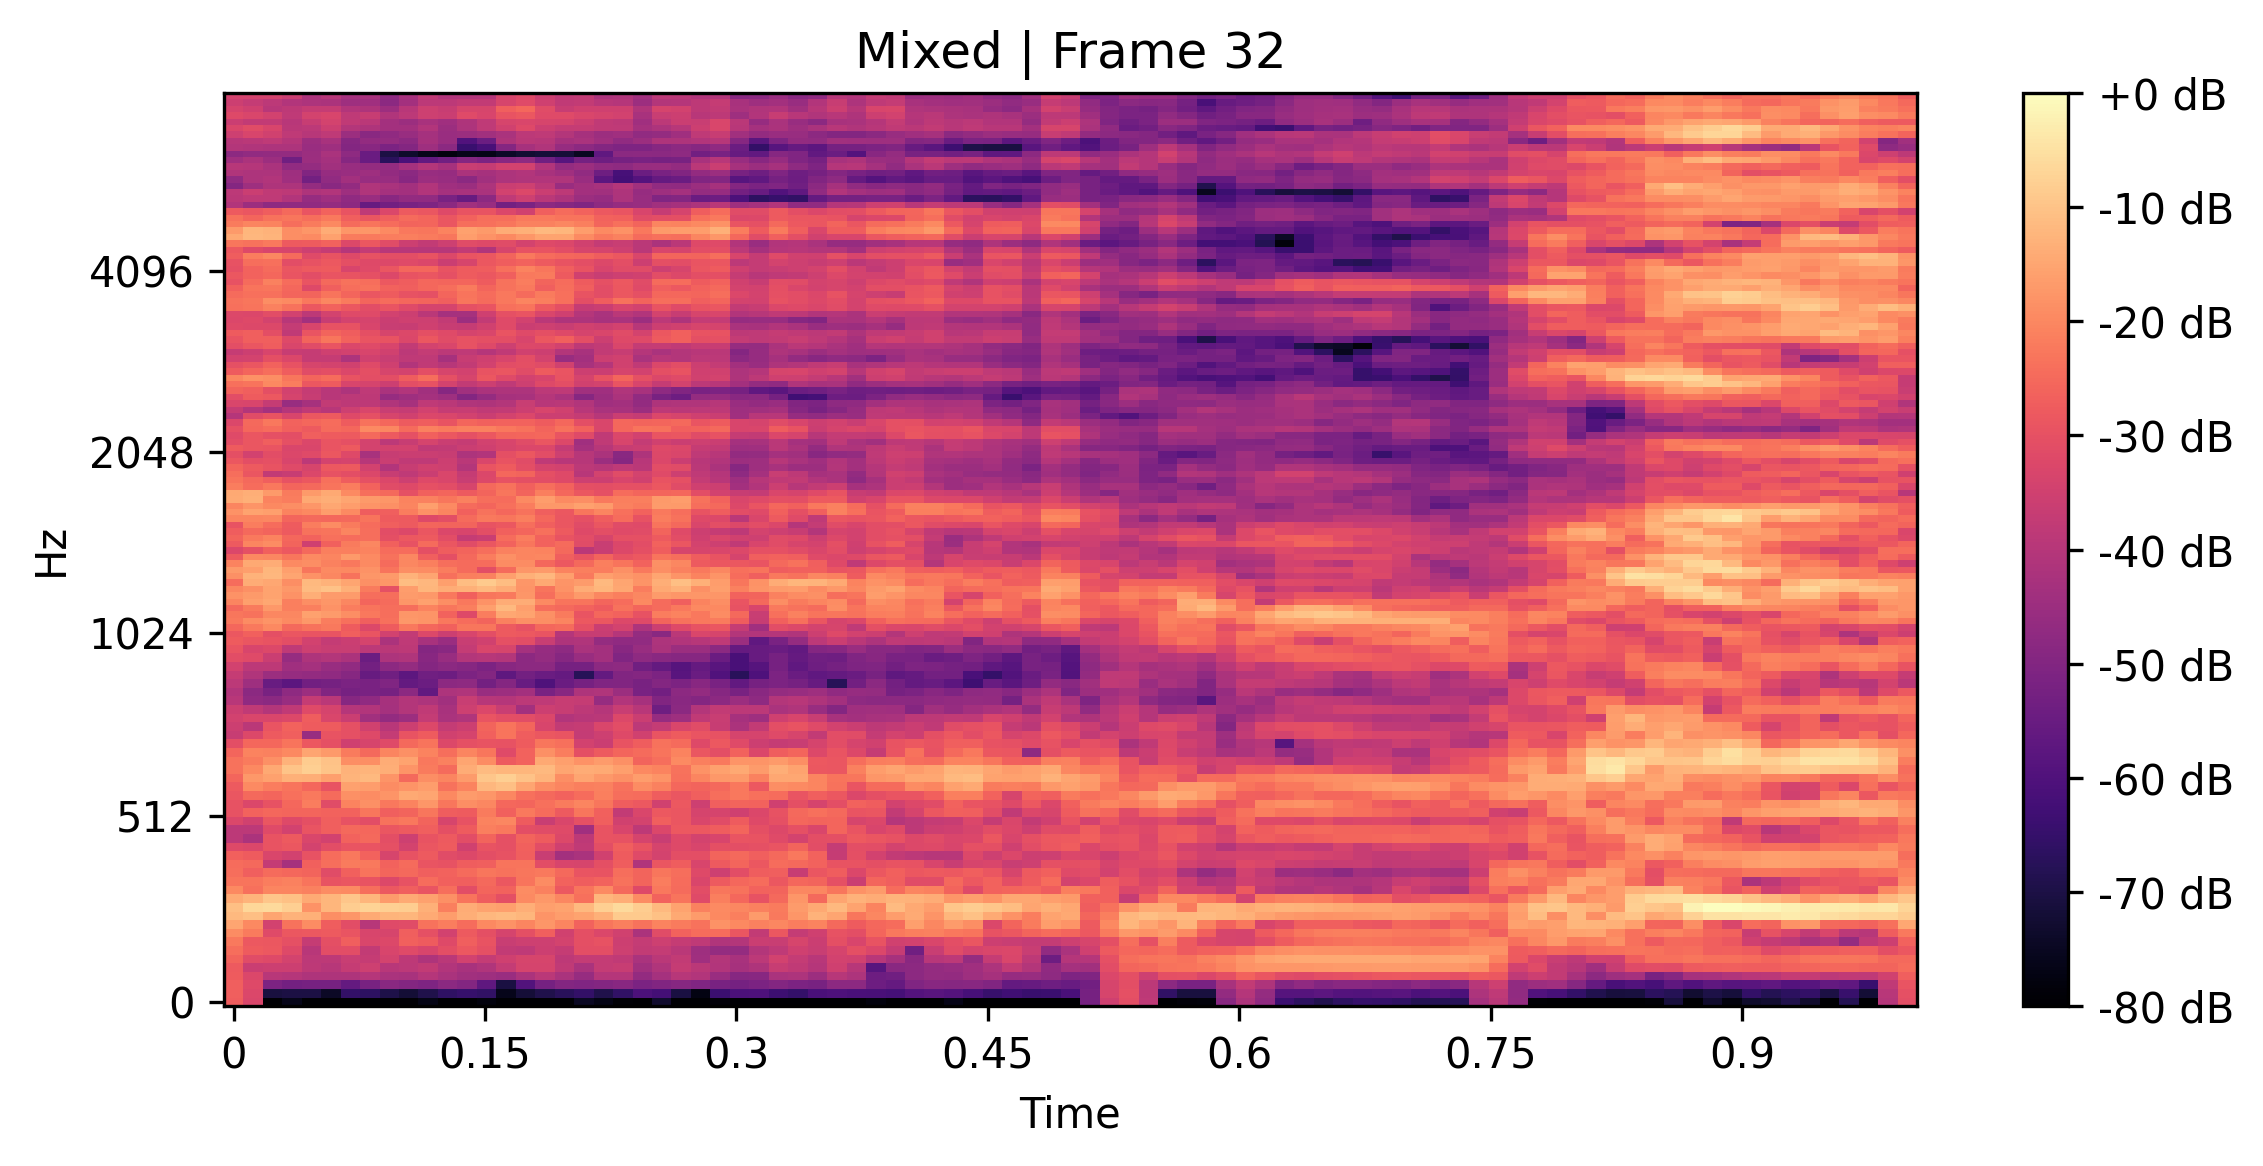 Mixed | Frame 32
+0 dB
-10 dB
-20 dB
-30 dB
-40 dB
-50 dB
-60 dB
-70 dB
-80 dB
Hz
4096
2048
1024
512
0
0 0.15 0.3 0.45 0.6 0.75 0.9
Time